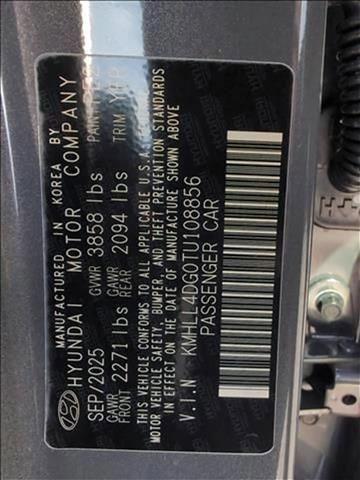 MANUFACTURED IN KOREA BY
HYUNDAI MOTOR COMPANY
SEP/2025 GVWR 3858 lbs PAINT
GAWR FRONT 2271 lbs GAWR REAR 2094 lbs TRIM
THIS VEHICLE CONFORMS TO ALL APPLICABLE U.S.A. FEDERAL
MOTOR VEHICLE SAFETY, BUMPER, AND THEFT PREVENTION STANDARDS
IN EFFECT ON THE DATE OF MANUFACTURE SHOWN ABOVE
V.I.N KMHLL4DG0TU108856
PASSENGER CAR